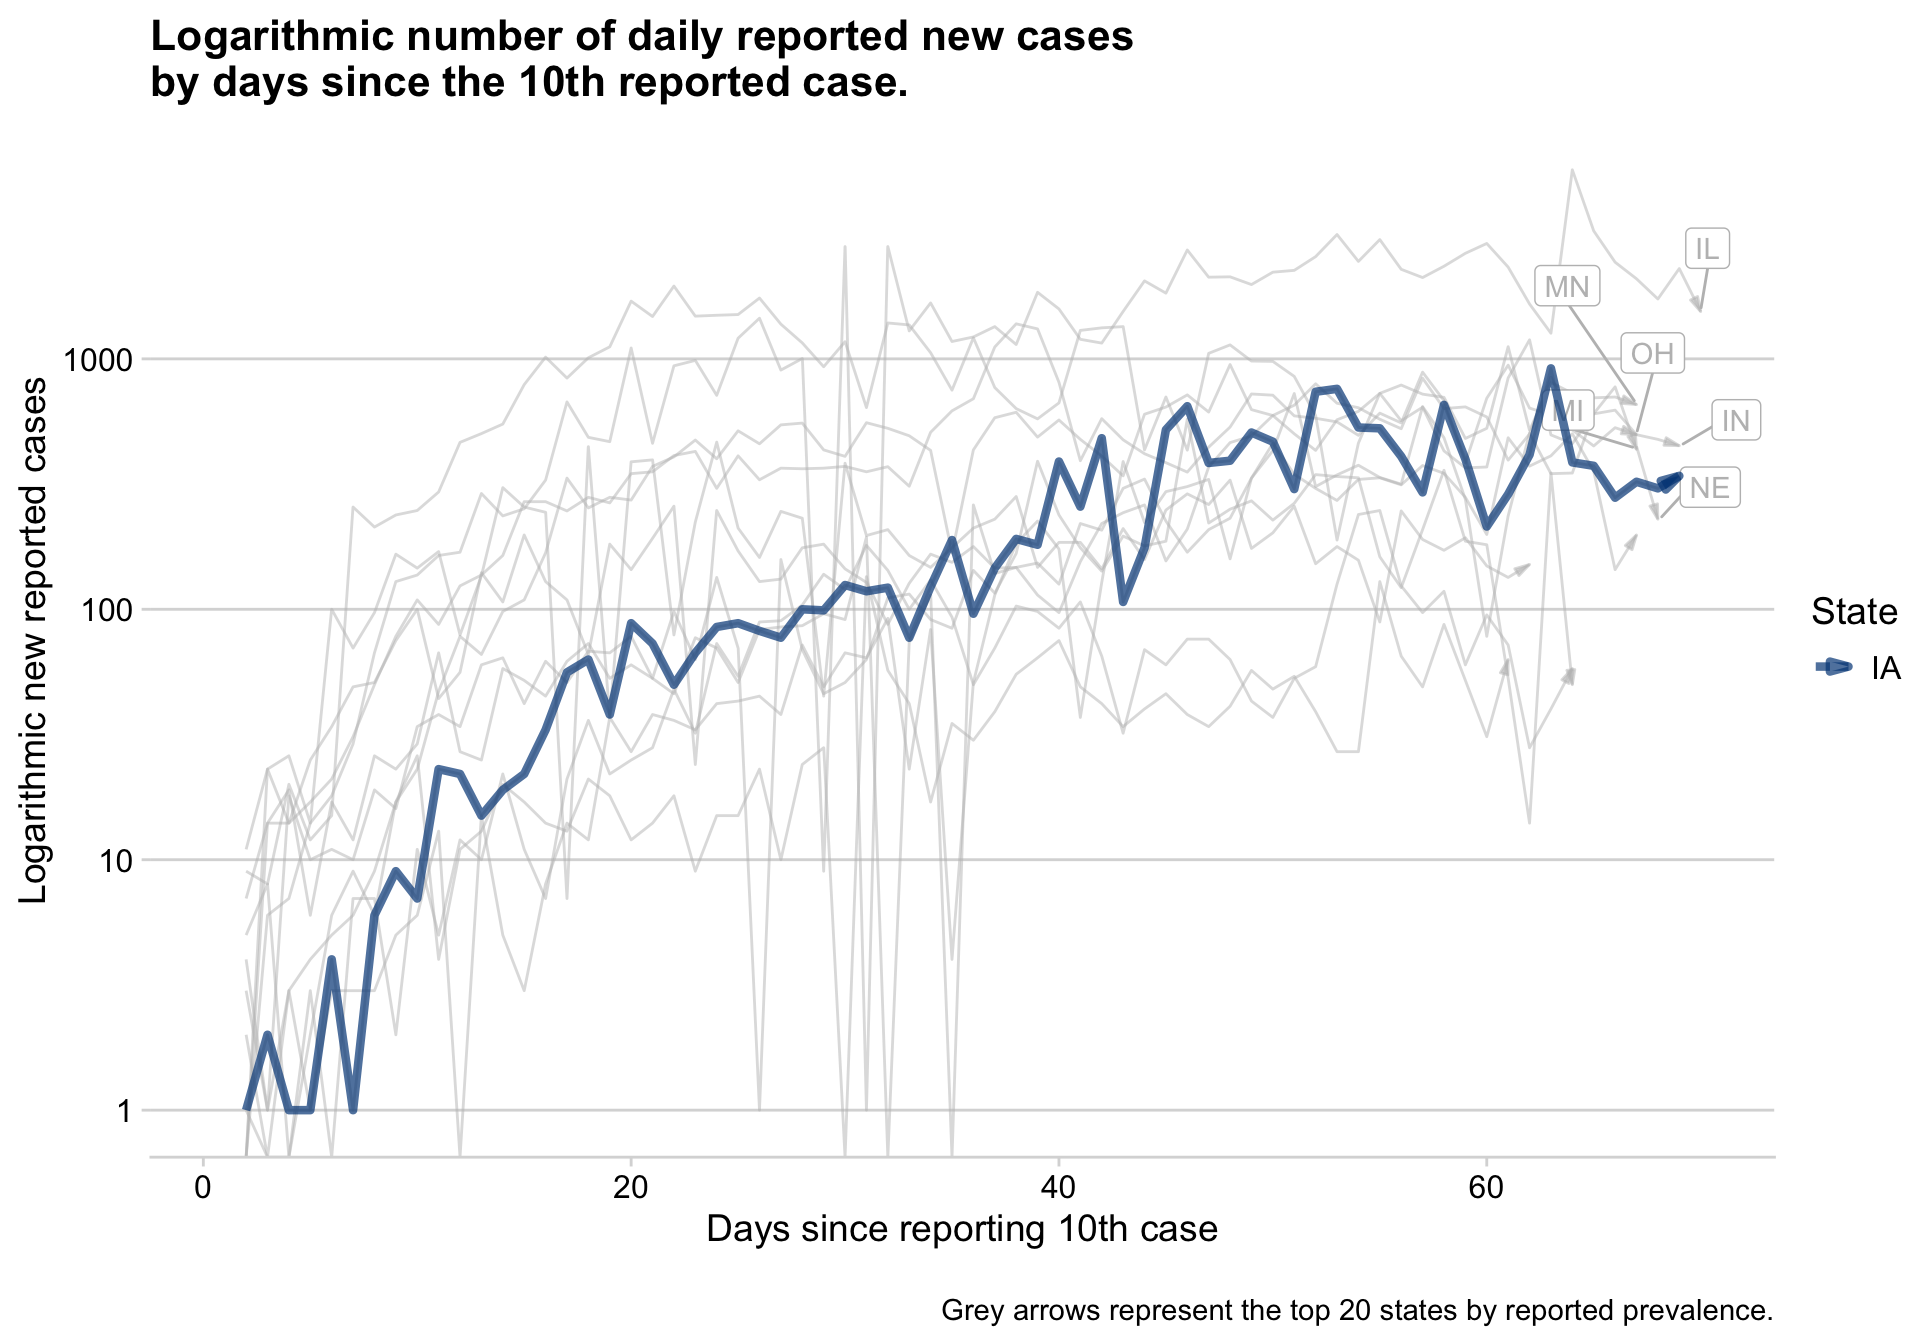 Logarithmic number of daily reported new cases
by days since the 10th reported case.
Logarithmic new reported cases
1000
100
10
1
IL
MN
OH
MI
IN
NE
State
IA
0
20
40
60
Days since reporting 10th case
Grey arrows represent the top 20 states by reported prevalence.